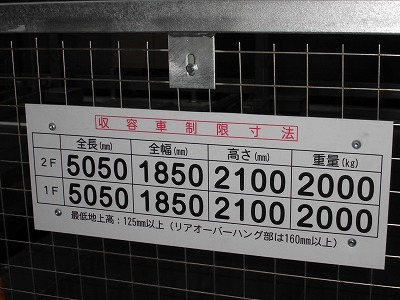 収容車制限寸法
全長(mm) 全幅(mm) 高さ(mm) 重量(kg)
2F 5050 1850 2100 2000
1F 5050 1850 2100 2000
最低地上高：125mm以上（リアオーバーハング部は160mm以上）